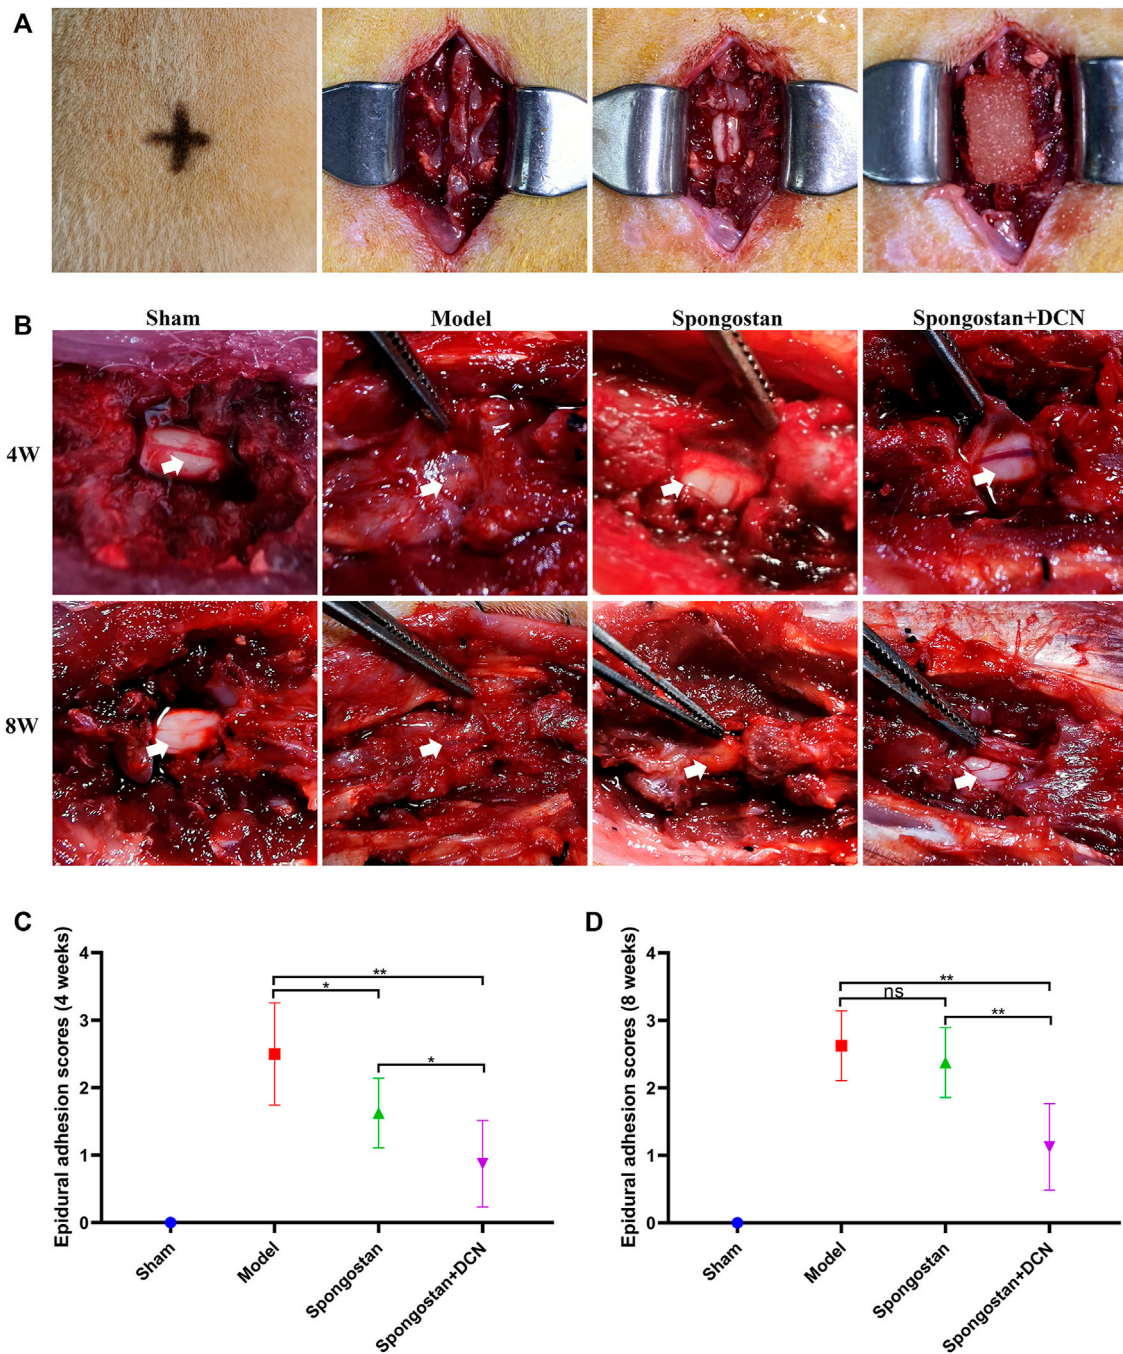 A
B
Sham Model Spongostan Spongostan+DCN
4W
8W
C
Epidural adhesion scores (4 weeks)
4
3
2
1
0
**
*
*
Sham
Model
Spongostan
Spongostan+DCN
D
Epidural adhesion scores (8 weeks)
4
3
2
1
0
**
ns
**
Sham
Model
Spongostan
Spongostan+DCN